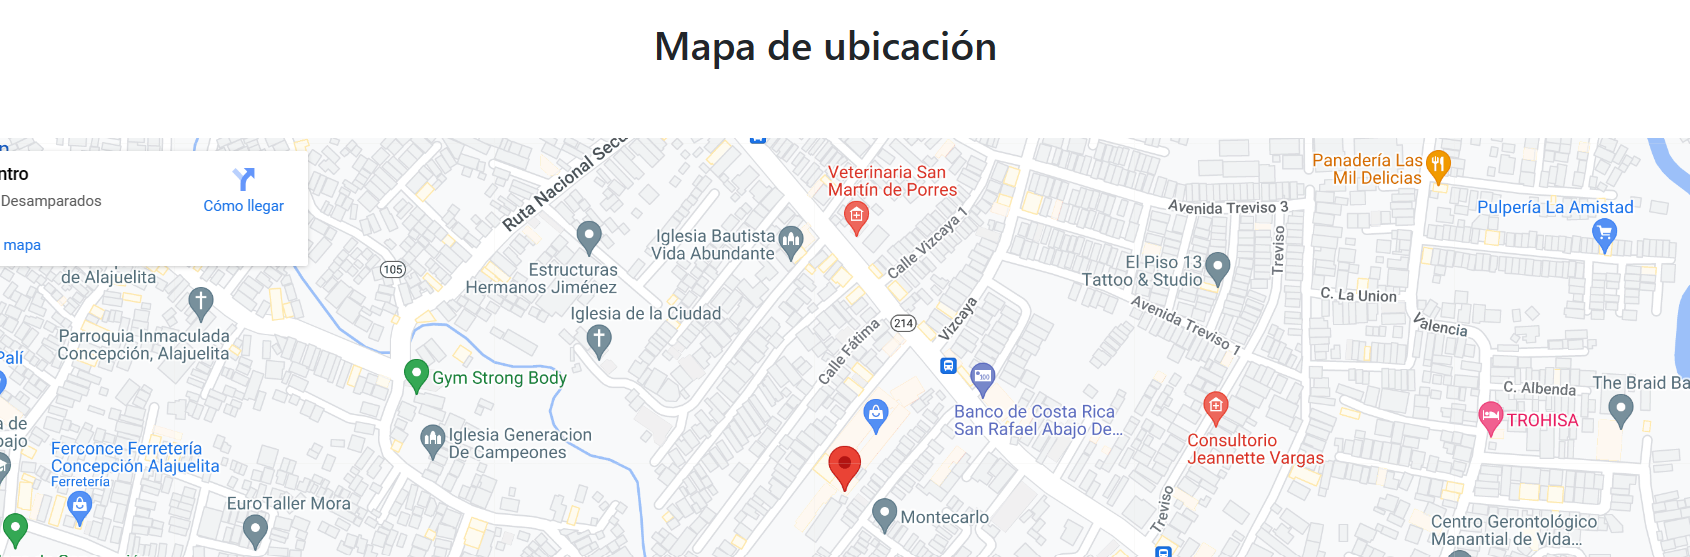 Mapa de ubicación
ntro
Desamparados
mapa
Cómo llegar
Ruta Nacional Secu
Veterinaria San
Martín de Porres
Panadería Las
Mil Delicias
Avenida Treviso 3
Pulpería La Amistad
Iglesia Bautista
Vida Abundante
Calle Vizcaya 1
Treviso
El Piso 13
Tattoo & Studio
Estructuras
Hermanos Jiménez
105
de Alajuelita
C. La Union
Avenida Treviso 1
Valencia
Vizcaya
Iglesia de la Ciudad
214
Parroquia Inmaculada
Concepción, Alajuelita
Calle Fátima
Palí
Gym Strong Body
100
C. Albenda
The Braid Ba
Banco de Costa Rica
San Rafael Abajo De...
TROHISA
a de
bajo
Iglesia Generacion
De Campeones
Consultorio
Jeannette Vargas
Ferconce Ferretería
Concepción Alajuelita
Ferretería
EuroTaller Mora
Treviso
Montecarlo
Centro Gerontológico
Manantial de Vida...